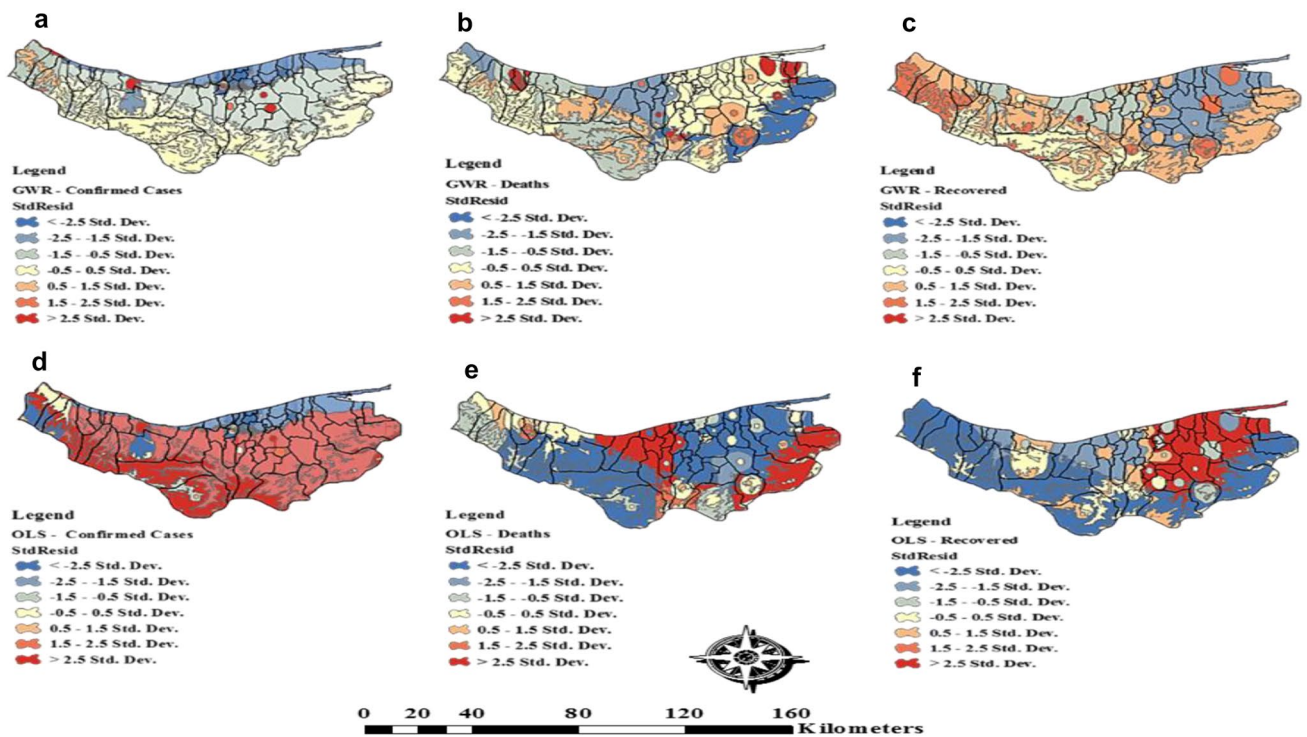 a
Legend
GWR - Confirmed Cases
StdResid
< -2.5 Std. Dev.
-2.5 - -1.5 Std. Dev.
-1.5 - -0.5 Std. Dev.
-0.5 - 0.5 Std. Dev.
0.5 - 1.5 Std. Dev.
1.5 - 2.5 Std. Dev.
> 2.5 Std. Dev.
b
Legend
GWR - Deaths
StdResid
< -2.5 Std. Dev.
-2.5 - -1.5 Std. Dev.
-1.5 - -0.5 Std. Dev.
-0.5 - 0.5 Std. Dev.
0.5 - 1.5 Std. Dev.
1.5 - 2.5 Std. Dev.
> 2.5 Std. Dev.
c
Legend
GWR - Recovered
StdResid
< -2.5 Std. Dev.
-2.5 - -1.5 Std. Dev.
-1.5 - -0.5 Std. Dev.
-0.5 - 0.5 Std. Dev.
0.5 - 1.5 Std. Dev.
1.5 - 2.5 Std. Dev.
> 2.5 Std. Dev.
d
Legend
OLS - Confirmed Cases
StdResid
< -2.5 Std. Dev.
-2.5 - -1.5 Std. Dev.
-1.5 - -0.5 Std. Dev.
-0.5 - 0.5 Std. Dev.
0.5 - 1.5 Std. Dev.
1.5 - 2.5 Std. Dev.
> 2.5 Std. Dev.
e
Legend
OLS - Deaths
StdResid
< -2.5 Std. Dev.
-2.5 - -1.5 Std. Dev.
-1.5 - -0.5 Std. Dev.
-0.5 - 0.5 Std. Dev.
0.5 - 1.5 Std. Dev.
1.5 - 2.5 Std. Dev.
> 2.5 Std. Dev.
f
Legend
OLS - Recovered
StdResid
< -2.5 Std. Dev.
-2.5 - -1.5 Std. Dev.
-1.5 - -0.5 Std. Dev.
-0.5 - 0.5 Std. Dev.
0.5 - 1.5 Std. Dev.
1.5 - 2.5 Std. Dev.
> 2.5 Std. Dev.
0 20 40 80 120 160
Kilometers